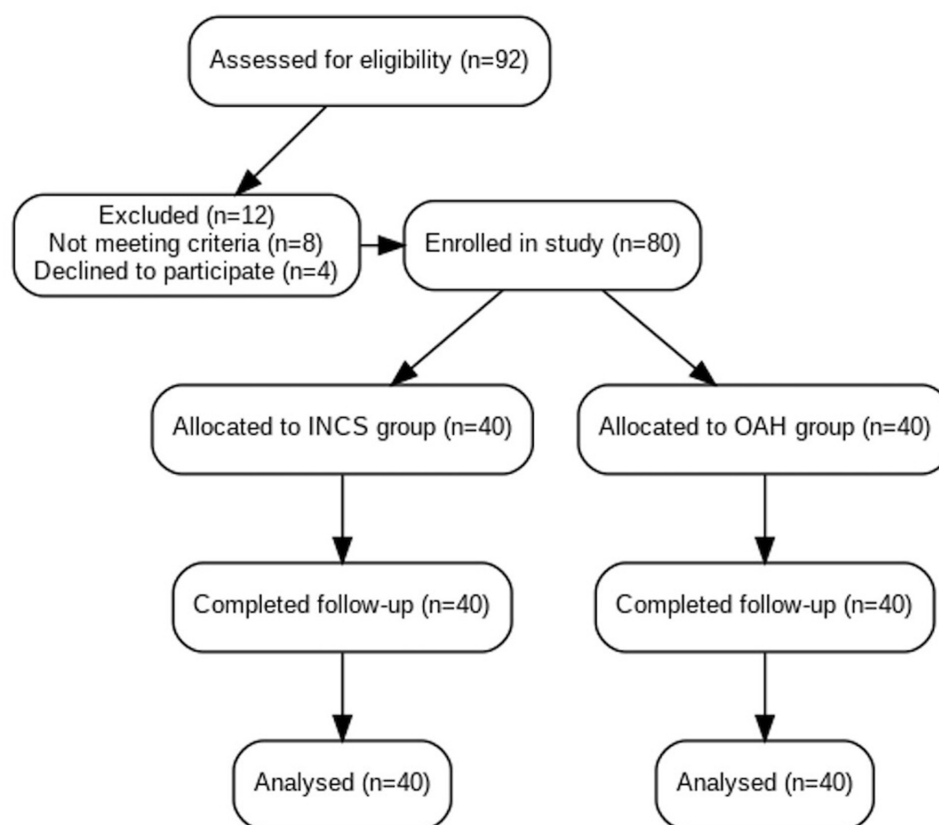 Assessed for eligibility (n=92)
Excluded (n=12)
Not meeting criteria (n=8)
Declined to participate (n=4)
Enrolled in study (n=80)
Allocated to INCS group (n=40)
Allocated to OAH group (n=40)
Completed follow-up (n=40)
Completed follow-up (n=40)
Analysed (n=40)
Analysed (n=40)